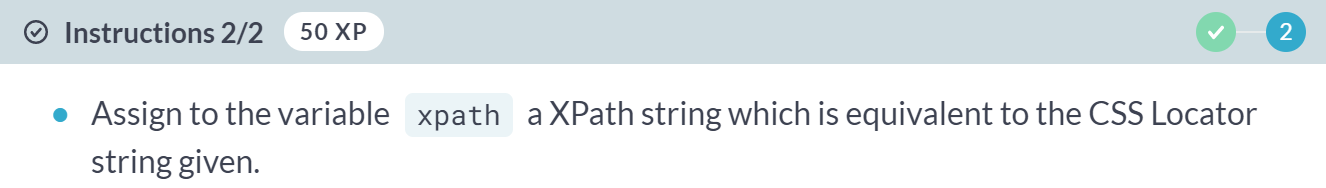 Instructions 2/2 50 XP 2
Assign to the variable xpath a XPath string which is equivalent to the CSS Locator
string given.